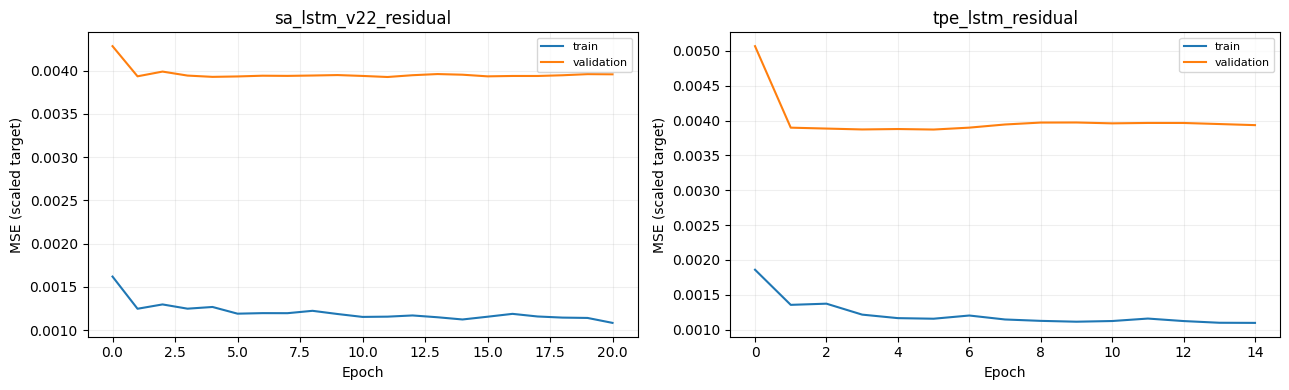 sa_lstm_v22_residual
train
validation
MSE (scaled target)
0.0040
0.0035
0.0030
0.0025
0.0020
0.0015
0.0010
0.0 2.5 5.0 7.5 10.0 12.5 15.0 17.5 20.0
Epoch
tpe_lstm_residual
train
validation
MSE (scaled target)
0.0050
0.0045
0.0040
0.0035
0.0030
0.0025
0.0020
0.0015
0.0010
0 2 4 6 8 10 12 14
Epoch